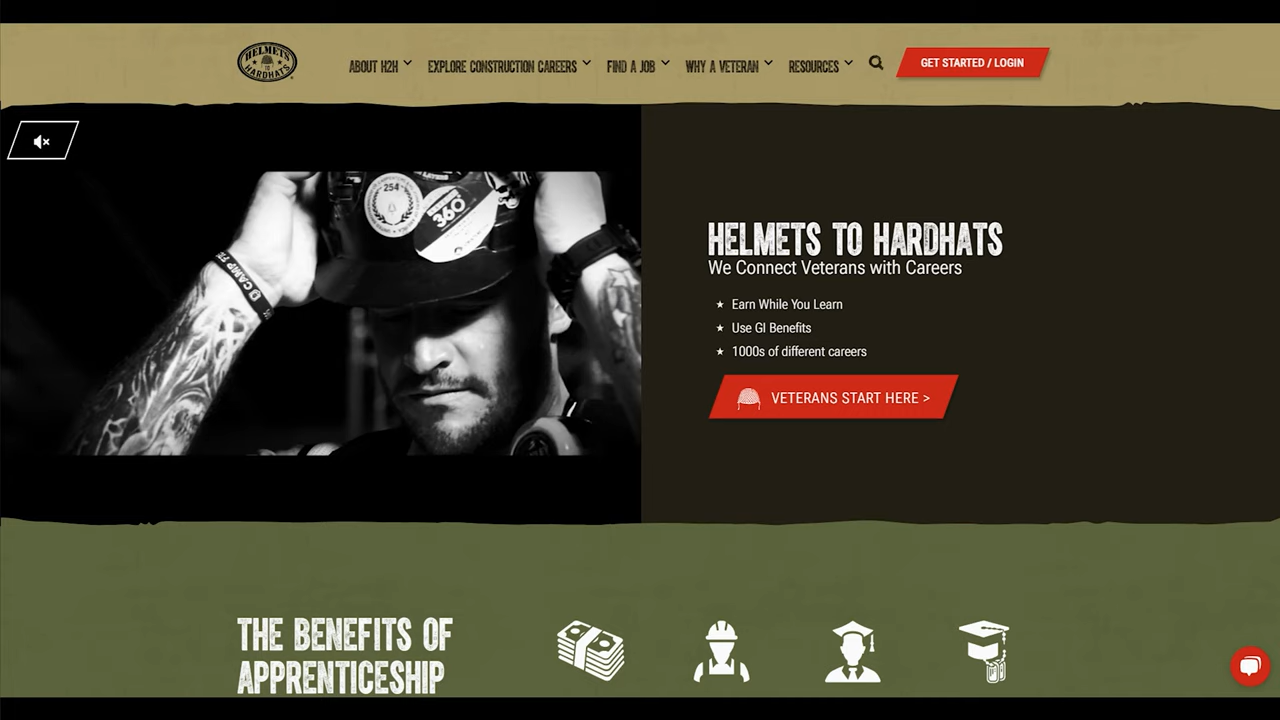 HELMETS
TO
HARDHATS
ABOUT H2H
EXPLORE CONSTRUCTION CAREERS
FIND A JOB
WHY A VETERAN
RESOURCES
GET STARTED / LOGIN
254
360°
CAMP
HELMETS TO HARDHATS
We Connect Veterans with Careers
★ Earn While You Learn
★ Use GI Benefits
★ 1000s of different careers
VETERANS START HERE >
THE BENEFITS OF
APPRENTICESHIP